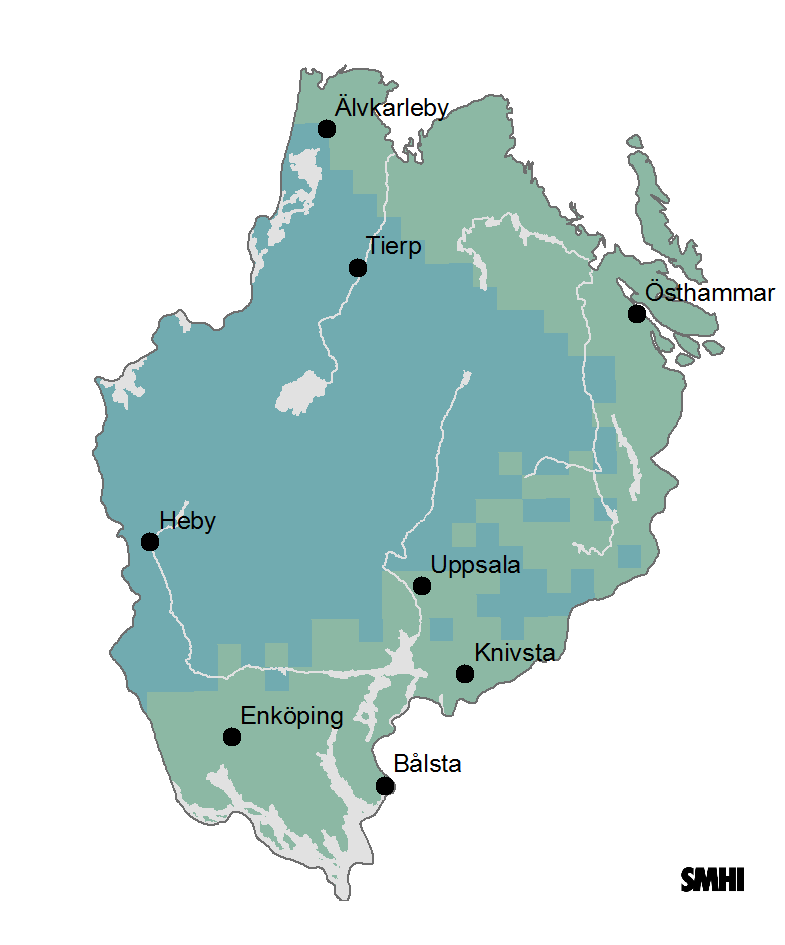 Älvkarleby
Tierp
Östhammar
Heby
Uppsala
Knivsta
Enköping
Bålsta
SMHI